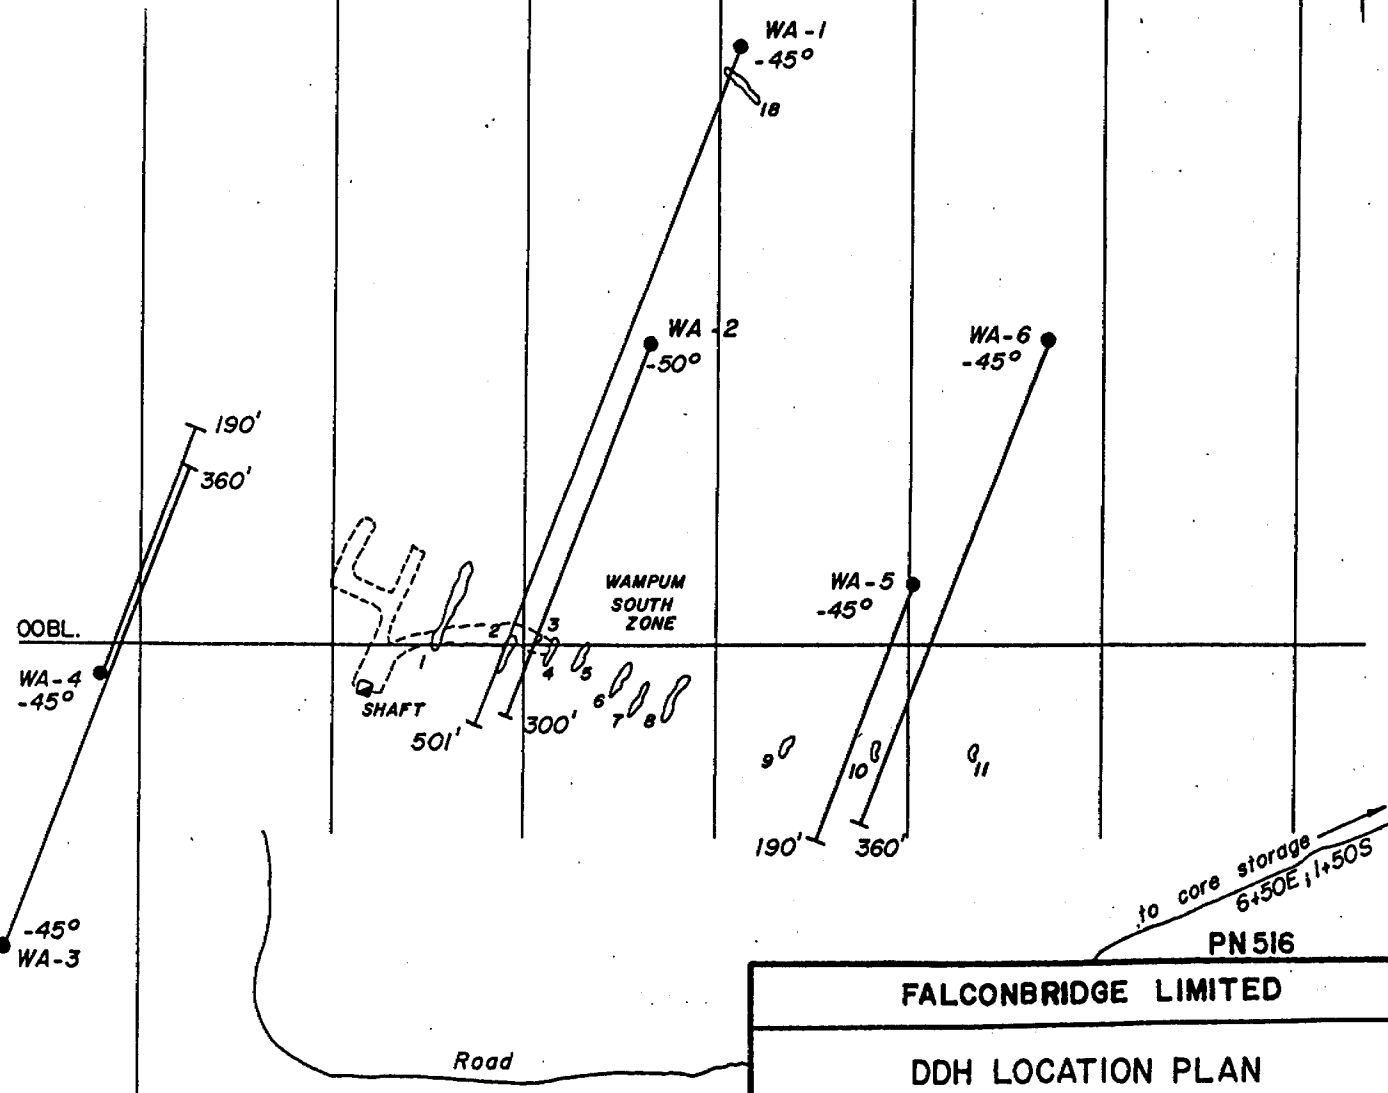 WA-1
-45°
18
WA-2
-50°
WA-6
-45°
190'
360'
WAMPUM
SOUTH
ZONE
WA-5
-45°
00BL.
1
2
3
4
5
6
7
8
WA-4
-45°
SHAFT
501'
300'
9
10
11
190'
360'
to core storage
6+50E; 1+50S
-45°
WA-3
PN 516
FALCONBRIDGE LIMITED
Road
DDH LOCATION PLAN